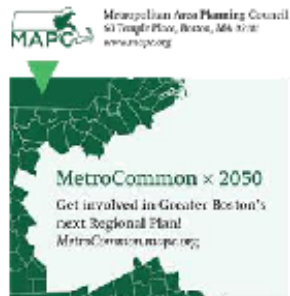 MAPC
Metropolitan Area Planning Council
60 Temple Place, Boston, MA 02111
www.mapc.org
MetroCommon × 2050
Get involved in Greater Boston's
next Regional Plan!
MetroCommon.mapc.org